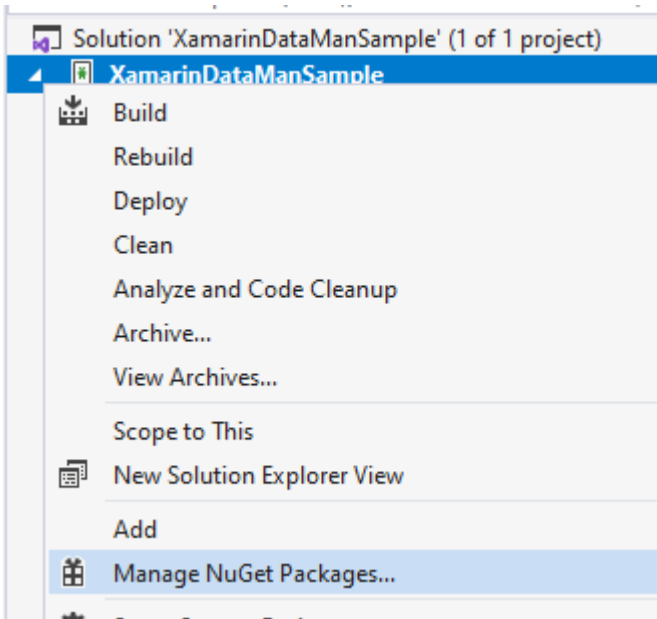 Solution 'XamarinDataManSample' (1 of 1 project)
XamarinDataManSample
Build
Rebuild
Deploy
Clean
Analyze and Code Cleanup
Archive...
View Archives...
Scope to This
New Solution Explorer View
Add
Manage NuGet Packages...